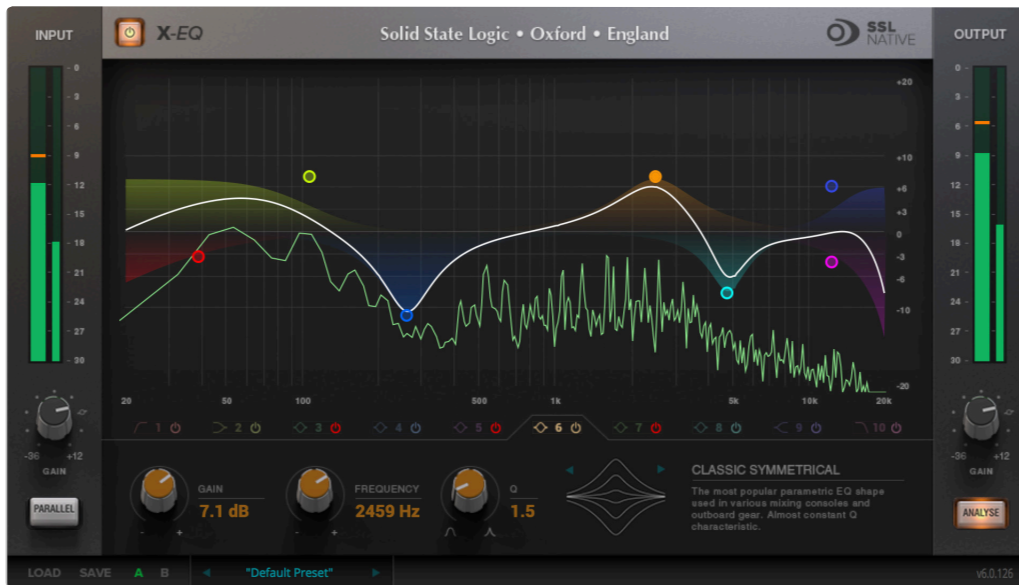 INPUT
X-EQ
Solid State Logic • Oxford • England
SSL
NATIVE
OUTPUT
0
3
6
9
12
15
18
21
24
27
30
+20
+10
+6
+3
0
-3
-6
-10
-20
0
3
6
9
12
15
18
21
24
27
30
20
50
100
500
1k
5k
10k
20k
1
2
3
4
5
6
7
8
9
10
-36
+12
GAIN
PARALLEL
GAIN
7.1 dB
-
+
FREQUENCY
2459 Hz
-
+
Q
1.5
CLASSIC SYMMETRICAL
The most popular parametric EQ shape
used in various mixing consoles and
outboard gear. Almost constant Q
characteristic.
-36
+12
GAIN
ANALYSE
LOAD
SAVE
A
B
"Default Preset"
v6.0.126